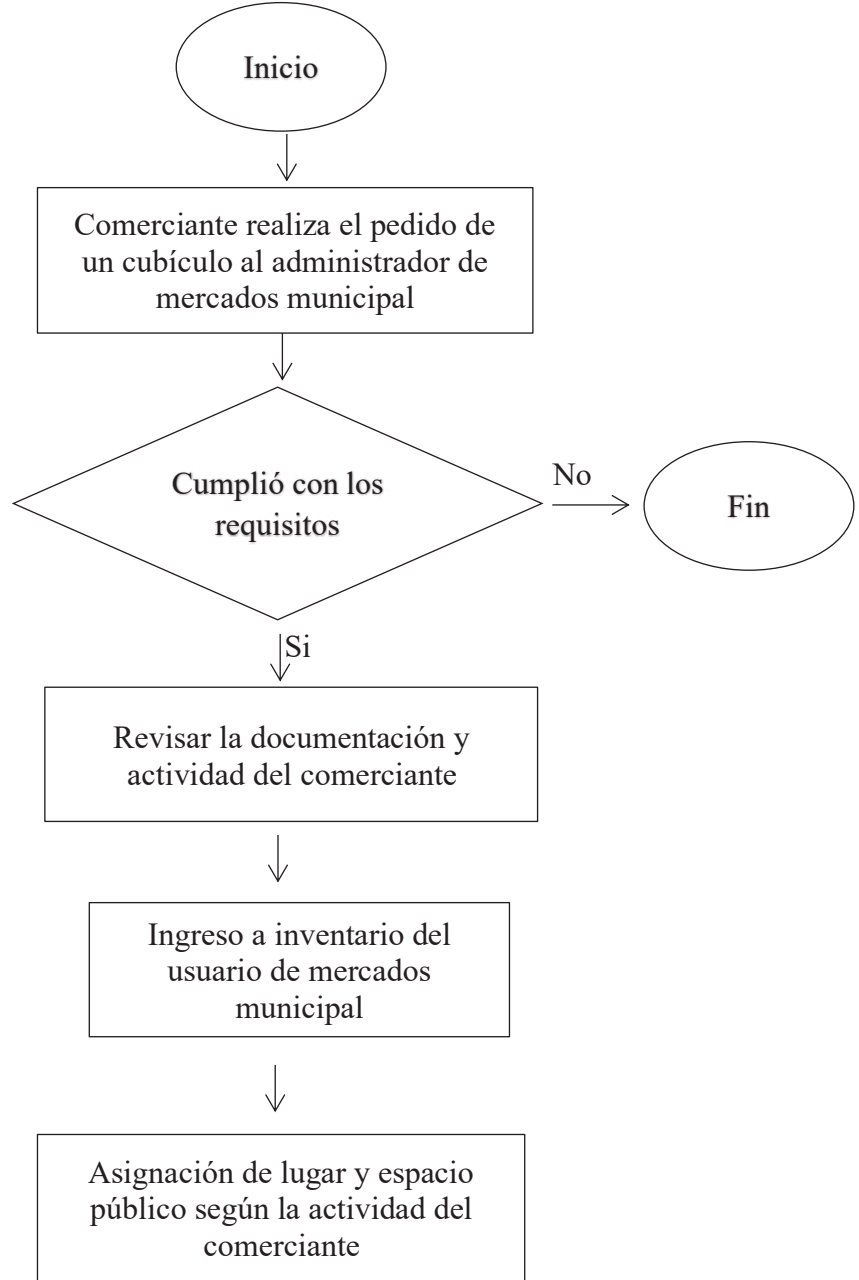 Inicio
Comerciante realiza el pedido de
un cubículo al administrador de
mercados municipal
Cumplió con los
requisitos
No
Fin
Si
Revisar la documentación y
actividad del comerciante
Ingreso a inventario del
usuario de mercados
municipal
Asignación de lugar y espacio
público según la actividad del
comerciante